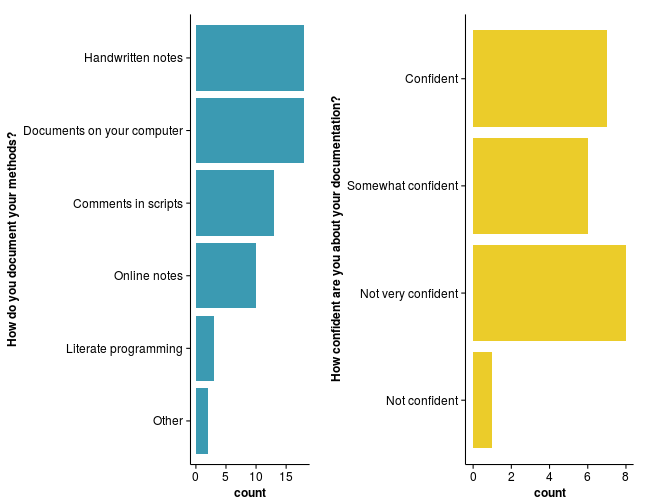 How do you document your methods?
Handwritten notes
Documents on your computer
Comments in scripts
Online notes
Literate programming
Other
0 5 10 15
count
How confident are you about your documentation?
Confident
Somewhat confident
Not very confident
Not confident
0 2 4 6 8
count